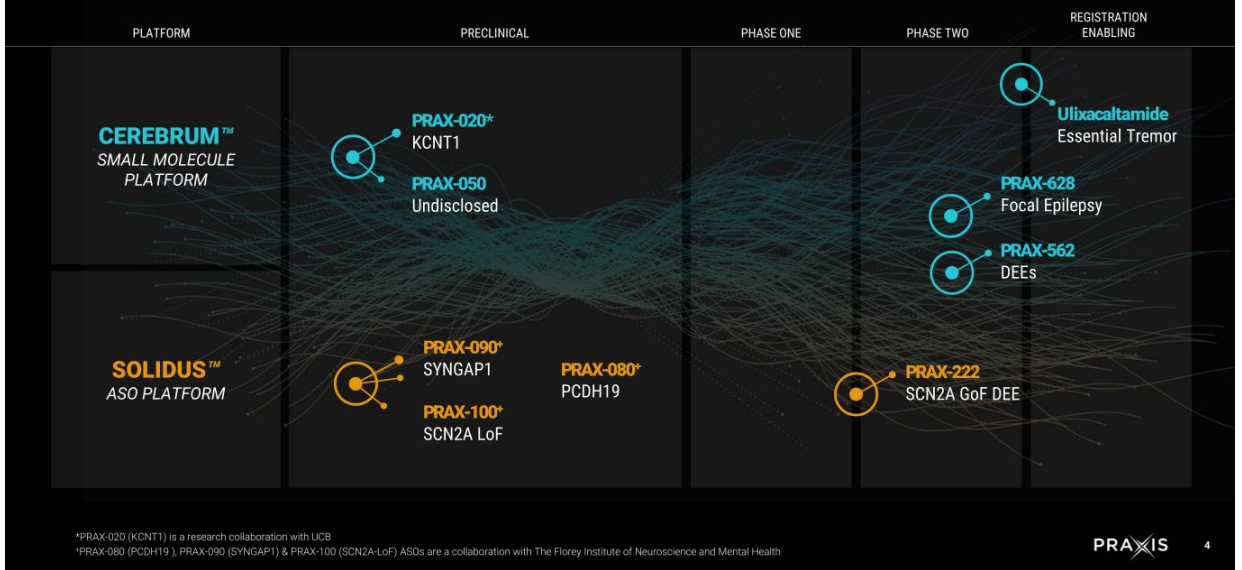 PLATFORM
PRECLINICAL
PHASE ONE
PHASE TWO
REGISTRATION
ENABLING
CEREBRUM™
SMALL MOLECULE
PLATFORM
PRAX-020*
KCNT1
PRAX-050
Undisclosed
Ulixacaltamide
Essential Tremor
PRAX-628
Focal Epilepsy
PRAX-562
DEEs
SOLIDUS™
ASO PLATFORM
PRAX-090⁺
SYNGAP1
PRAX-100⁺
SCN2A LoF
PRAX-080⁺
PCDH19
PRAX-222
SCN2A GoF DEE
*PRAX-020 (KCNT1) is a research collaboration with UCB
⁺PRAX-080 (PCDH19 ), PRAX-090 (SYNGAP1) & PRAX-100 (SCN2A-LoF) ASOs are a collaboration with The Florey Institute of Neuroscience and Mental Health
PRAXIS
4